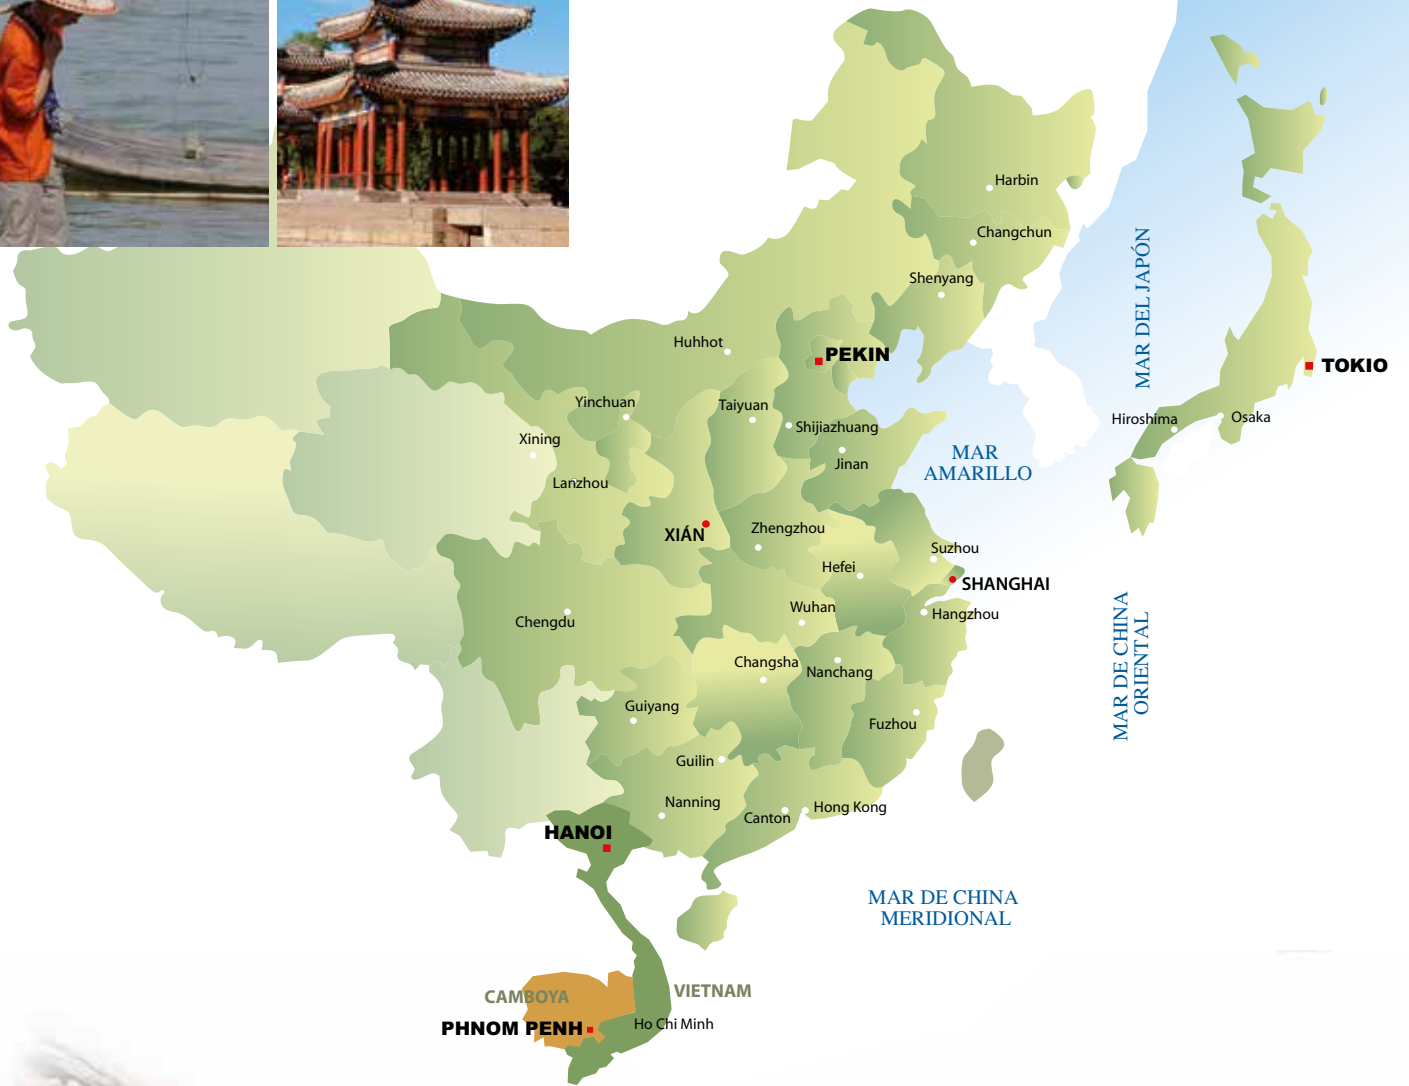 Harbin
Changchun
Shenyang
MAR DEL JAPÓN
Huhhot
PEKIN
TOKIO
Yinchuan
Taiyuan
Shijiazhuang
Hiroshima
Osaka
Xining
Jinan
MAR
AMARILLO
Lanzhou
XIÁN
Zhengzhou
Suzhou
Hefei
SHANGHAI
Wuhan
Hangzhou
Chengdu
MAR DE CHINA
ORIENTAL
Changsha
Nanchang
Guiyang
Fuzhou
Guilin
Nanning
Canton
Hong Kong
HANOI
MAR DE CHINA
MERIDIONAL
CAMBOYA
VIETNAM
PHNOM PENH
Ho Chi Minh